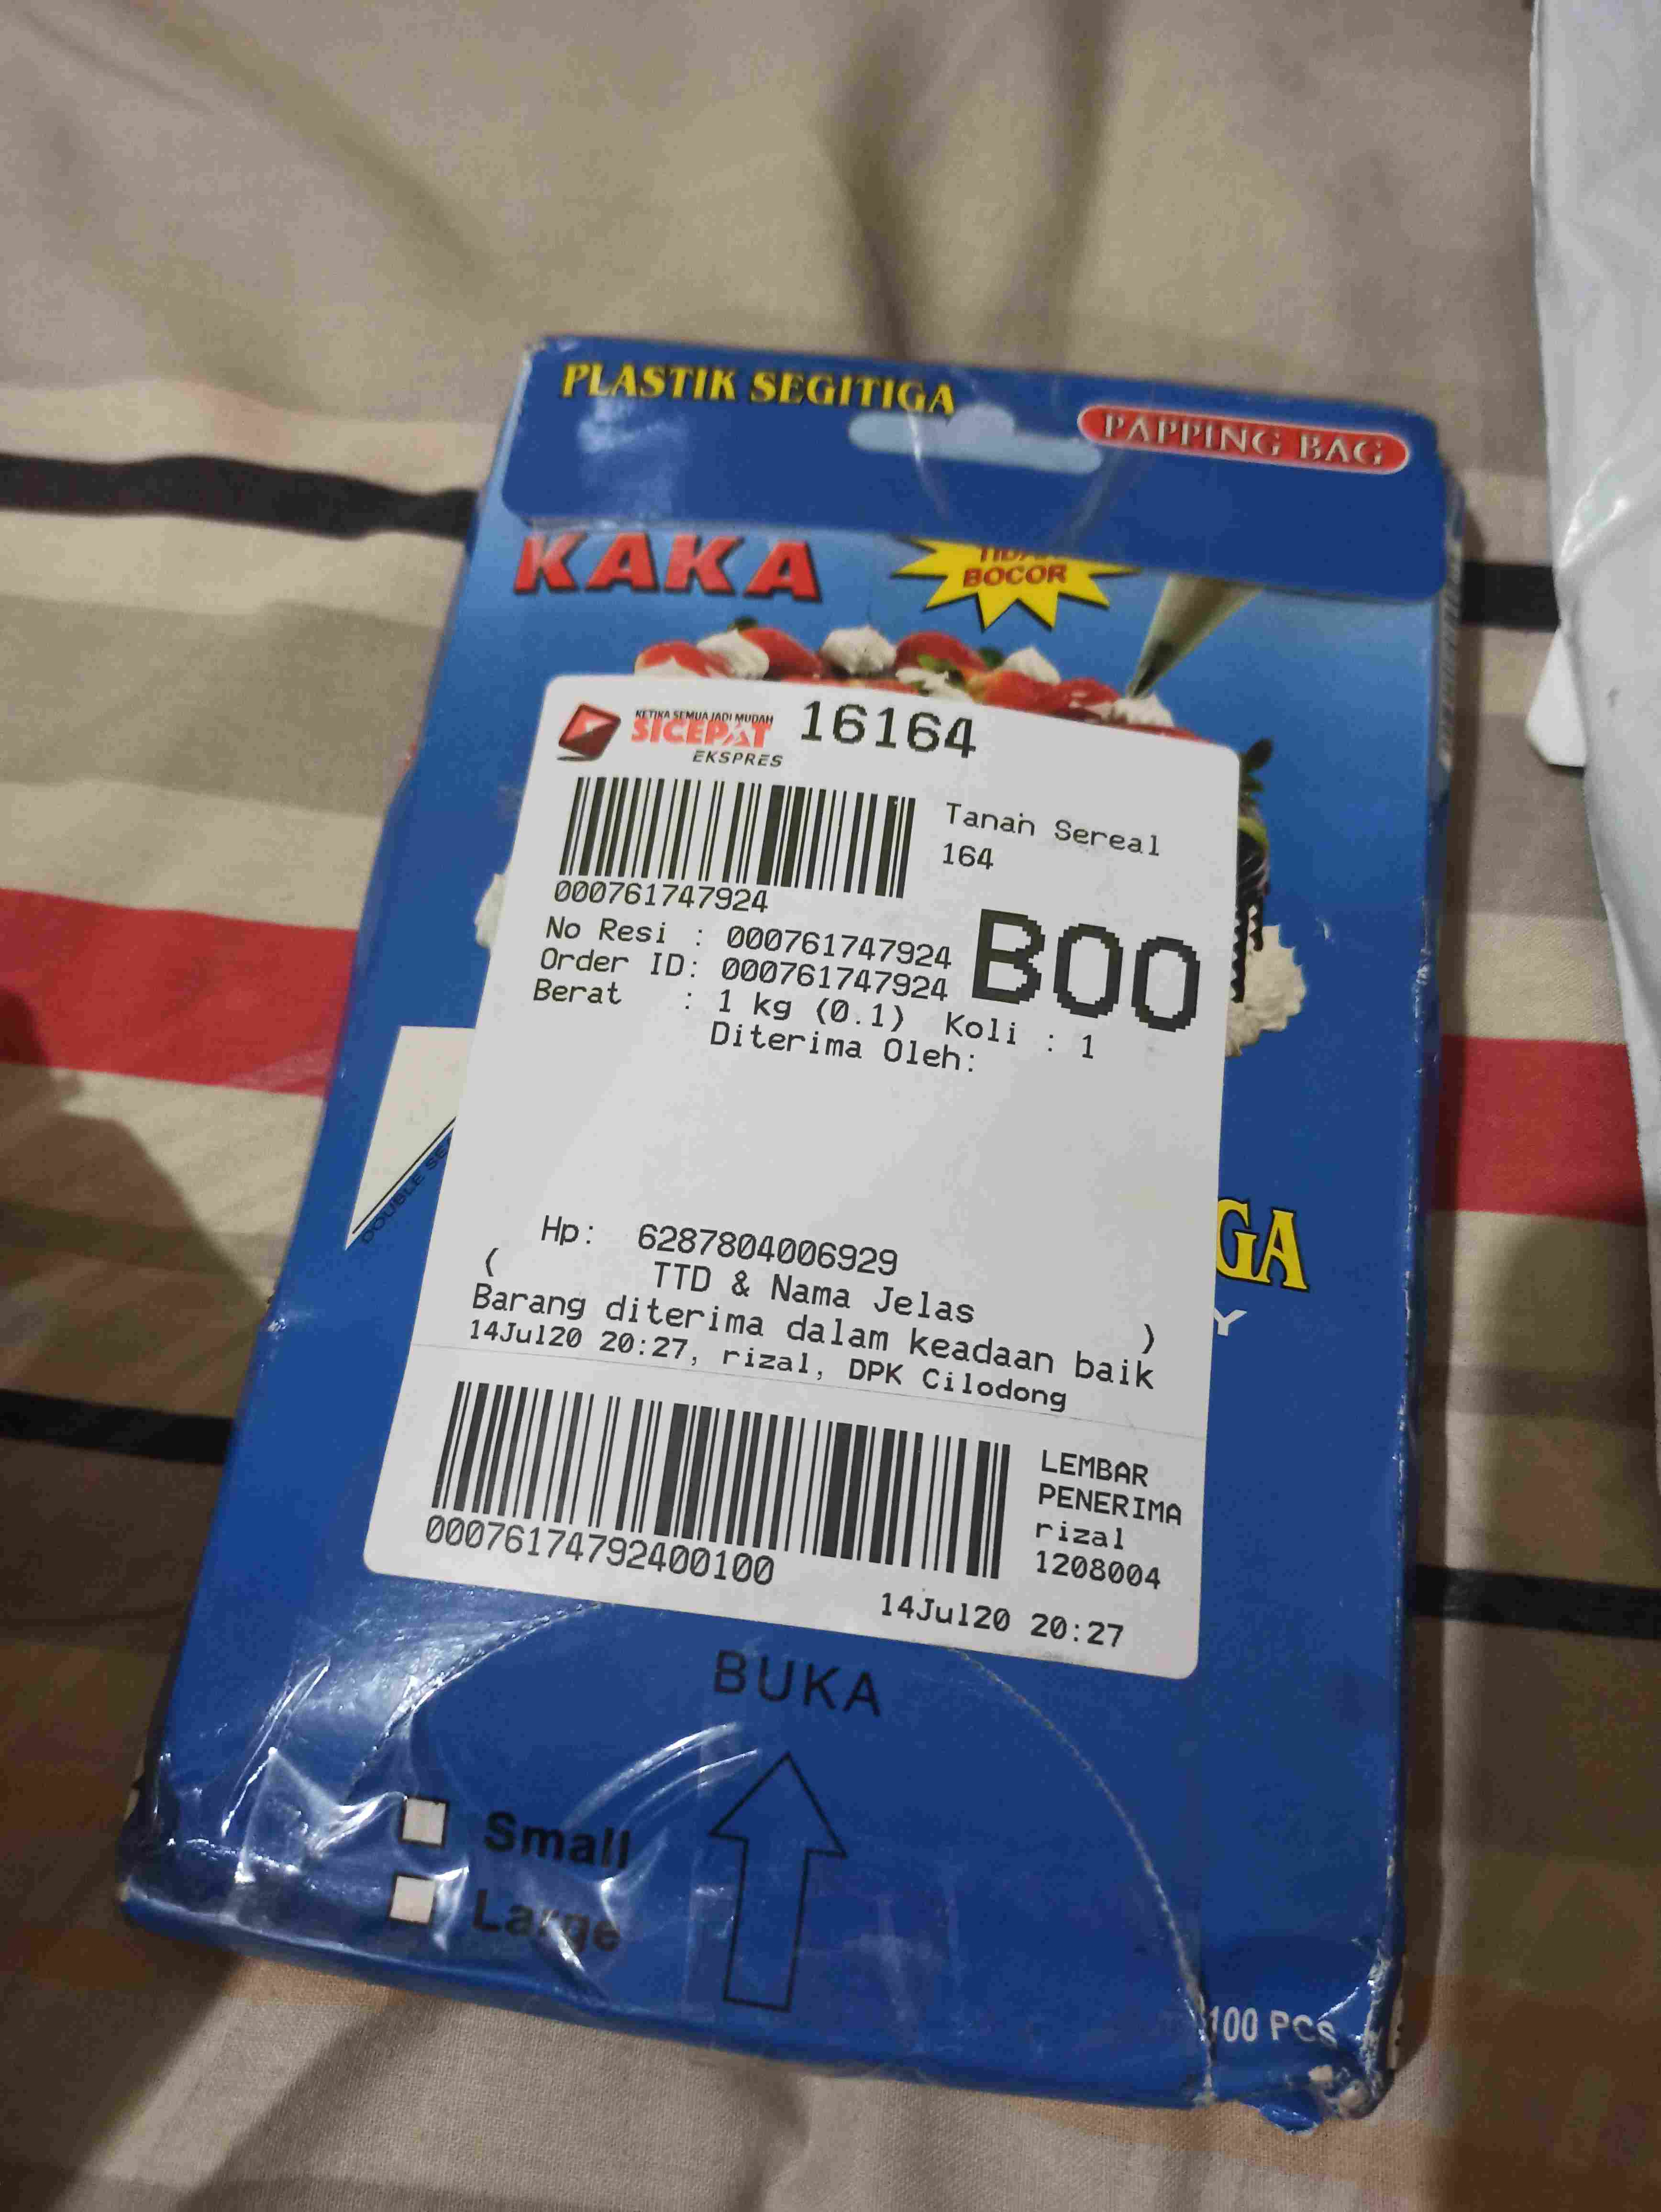 PLASTIK SEGITIGA
PAPPING BAG
KAKA
BOCOR
KETIKA SEMUA JADI MUDAH
SICEPAT
EKSPRES
16164
Tanah Sereal
164
000761747924
No Resi : 000761747924
Order ID: 000761747924
B00
Berat : 1 kg (0.1) Koli : 1
Diterima Oleh:
Hp: 6287804006929
( TTD & Nama Jelas )
Barang diterima dalam keadaan baik
14Jul20 20:27, rizal, DPK Cilodong
LEMBAR
PENERIMA
rizal
1208004
00076174792400100
14Jul20 20:27
DOUBLE
GA
Y
BUKA
Small
Large
100 PCS